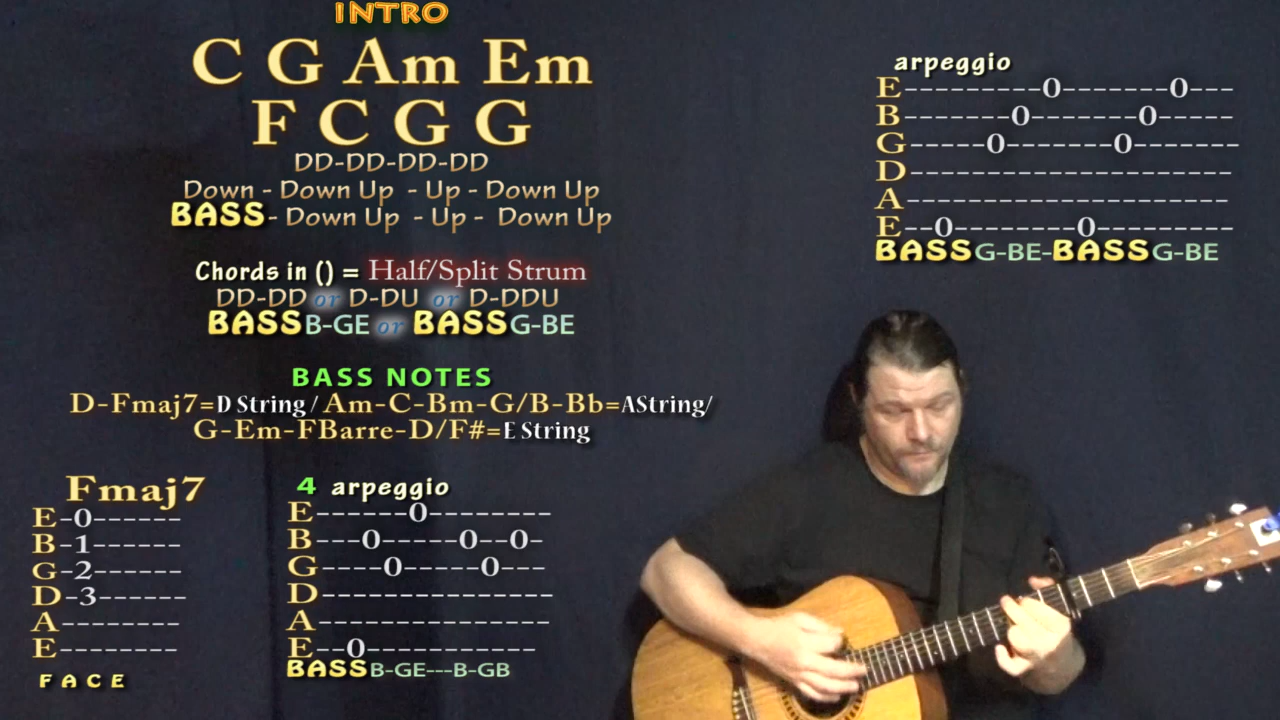 INTRO
C G Am Em
F C G G
DD-DD-DD-DD
Down - Down Up - Up - Down Up
BASS - Down Up - Up - Down Up
Chords in () = Half/Split Strum
DD-DD or D-DU or D-DDU
BASSB-GE or BASSG-BE
BASS NOTES
D-Fmaj7=D String / Am-C-Bm-G/B-Bb=AString/
G-Em-FBarre-D/F#=E String
Fmaj7
E-0------
B-1------
G-2------
D-3------
A--------
E--------
F A C E
4 arpeggio
E------0--------
B---0-----0--0-
G----0-----0---
D---------------
A---------------
E--0-----------
BASSB-GE---B-GB
arpeggio
E---------0-------0---
B-------0--------0-----
G-----0--------0-------
D----------------------
A----------------------
E--0--------0---------
BASSG-BE-BASSG-BE